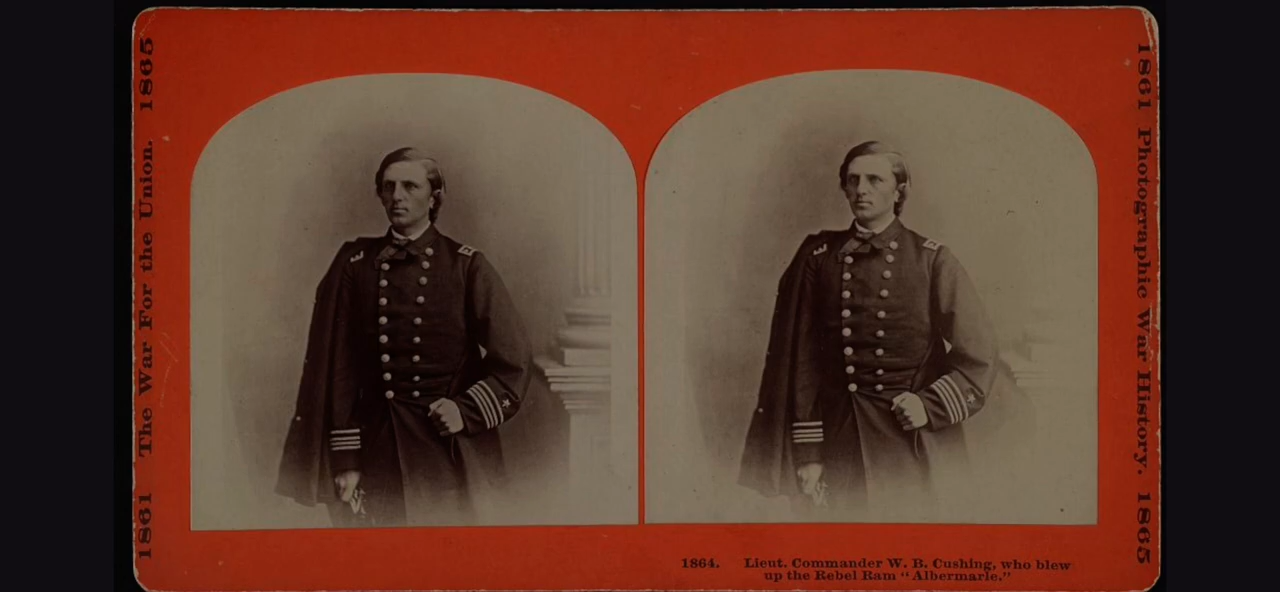 1861 The War For the Union. 1865
1861 Photographic War History. 1865
1864. Lieut. Commander W. B. Cushing, who blew
up the Rebel Ram "Albermarle."